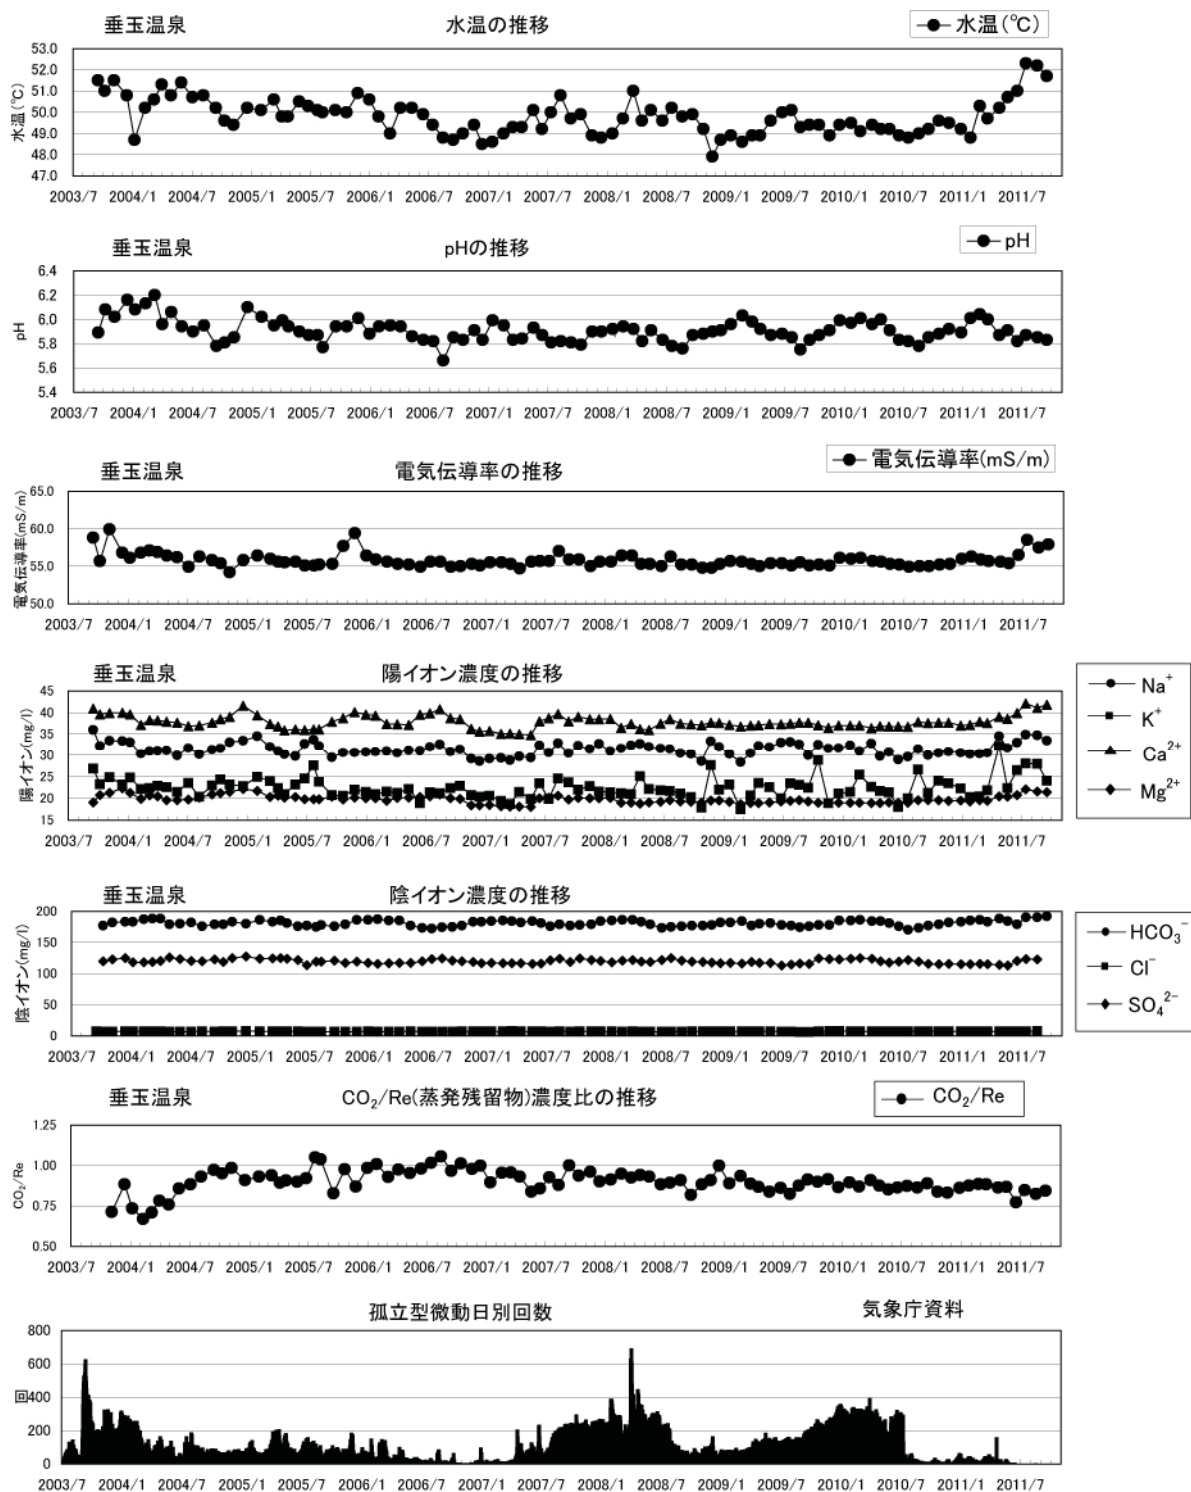 垂玉温泉 水温の推移 水温(℃)
53.0
52.0
51.0
50.0
49.0
48.0
47.0
水温(℃)
2003/7 2004/1 2004/7 2005/1 2005/7 2006/1 2006/7 2007/1 2007/7 2008/1 2008/7 2009/1 2009/7 2010/1 2010/7 2011/1 2011/7
垂玉温泉 pHの推移 pH
6.4
6.2
6.0
5.8
5.6
5.4
pH
2003/7 2004/1 2004/7 2005/1 2005/7 2006/1 2006/7 2007/1 2007/7 2008/1 2008/7 2009/1 2009/7 2010/1 2010/7 2011/1 2011/7
垂玉温泉 電気伝導率の推移 電気伝導率(mS/m)
65.0
60.0
55.0
50.0
電気伝導率(mS/m)
2003/7 2004/1 2004/7 2005/1 2005/7 2006/1 2006/7 2007/1 2007/7 2008/1 2008/7 2009/1 2009/7 2010/1 2010/7 2011/1 2011/7
垂玉温泉 陽イオン濃度の推移
45
40
35
30
25
20
15
陽イオン(mg/l)
Na⁺
K⁺
Ca²⁺
Mg²⁺
2003/7 2004/1 2004/7 2005/1 2005/7 2006/1 2006/7 2007/1 2007/7 2008/1 2008/7 2009/1 2009/7 2010/1 2010/7 2011/1 2011/7
垂玉温泉 陰イオン濃度の推移
200
150
100
50
0
陰イオン(mg/l)
HCO₃⁻
Cl⁻
SO₄²⁻
2003/7 2004/1 2004/7 2005/1 2005/7 2006/1 2006/7 2007/1 2007/7 2008/1 2008/7 2009/1 2009/7 2010/1 2010/7 2011/1 2011/7
垂玉温泉 CO₂/Re(蒸発残留物)濃度比の推移 CO₂/Re
1.25
1.00
0.75
0.50
CO₂/Re
2003/7 2004/1 2004/7 2005/1 2005/7 2006/1 2006/7 2007/1 2007/7 2008/1 2008/7 2009/1 2009/7 2010/1 2010/7 2011/1 2011/7
孤立型微動日別回数 気象庁資料
800
600
400
200
0
回
2003/7 2004/1 2004/7 2005/1 2005/7 2006/1 2006/7 2007/1 2007/7 2008/1 2008/7 2009/1 2009/7 2010/1 2010/7 2011/1 2011/7